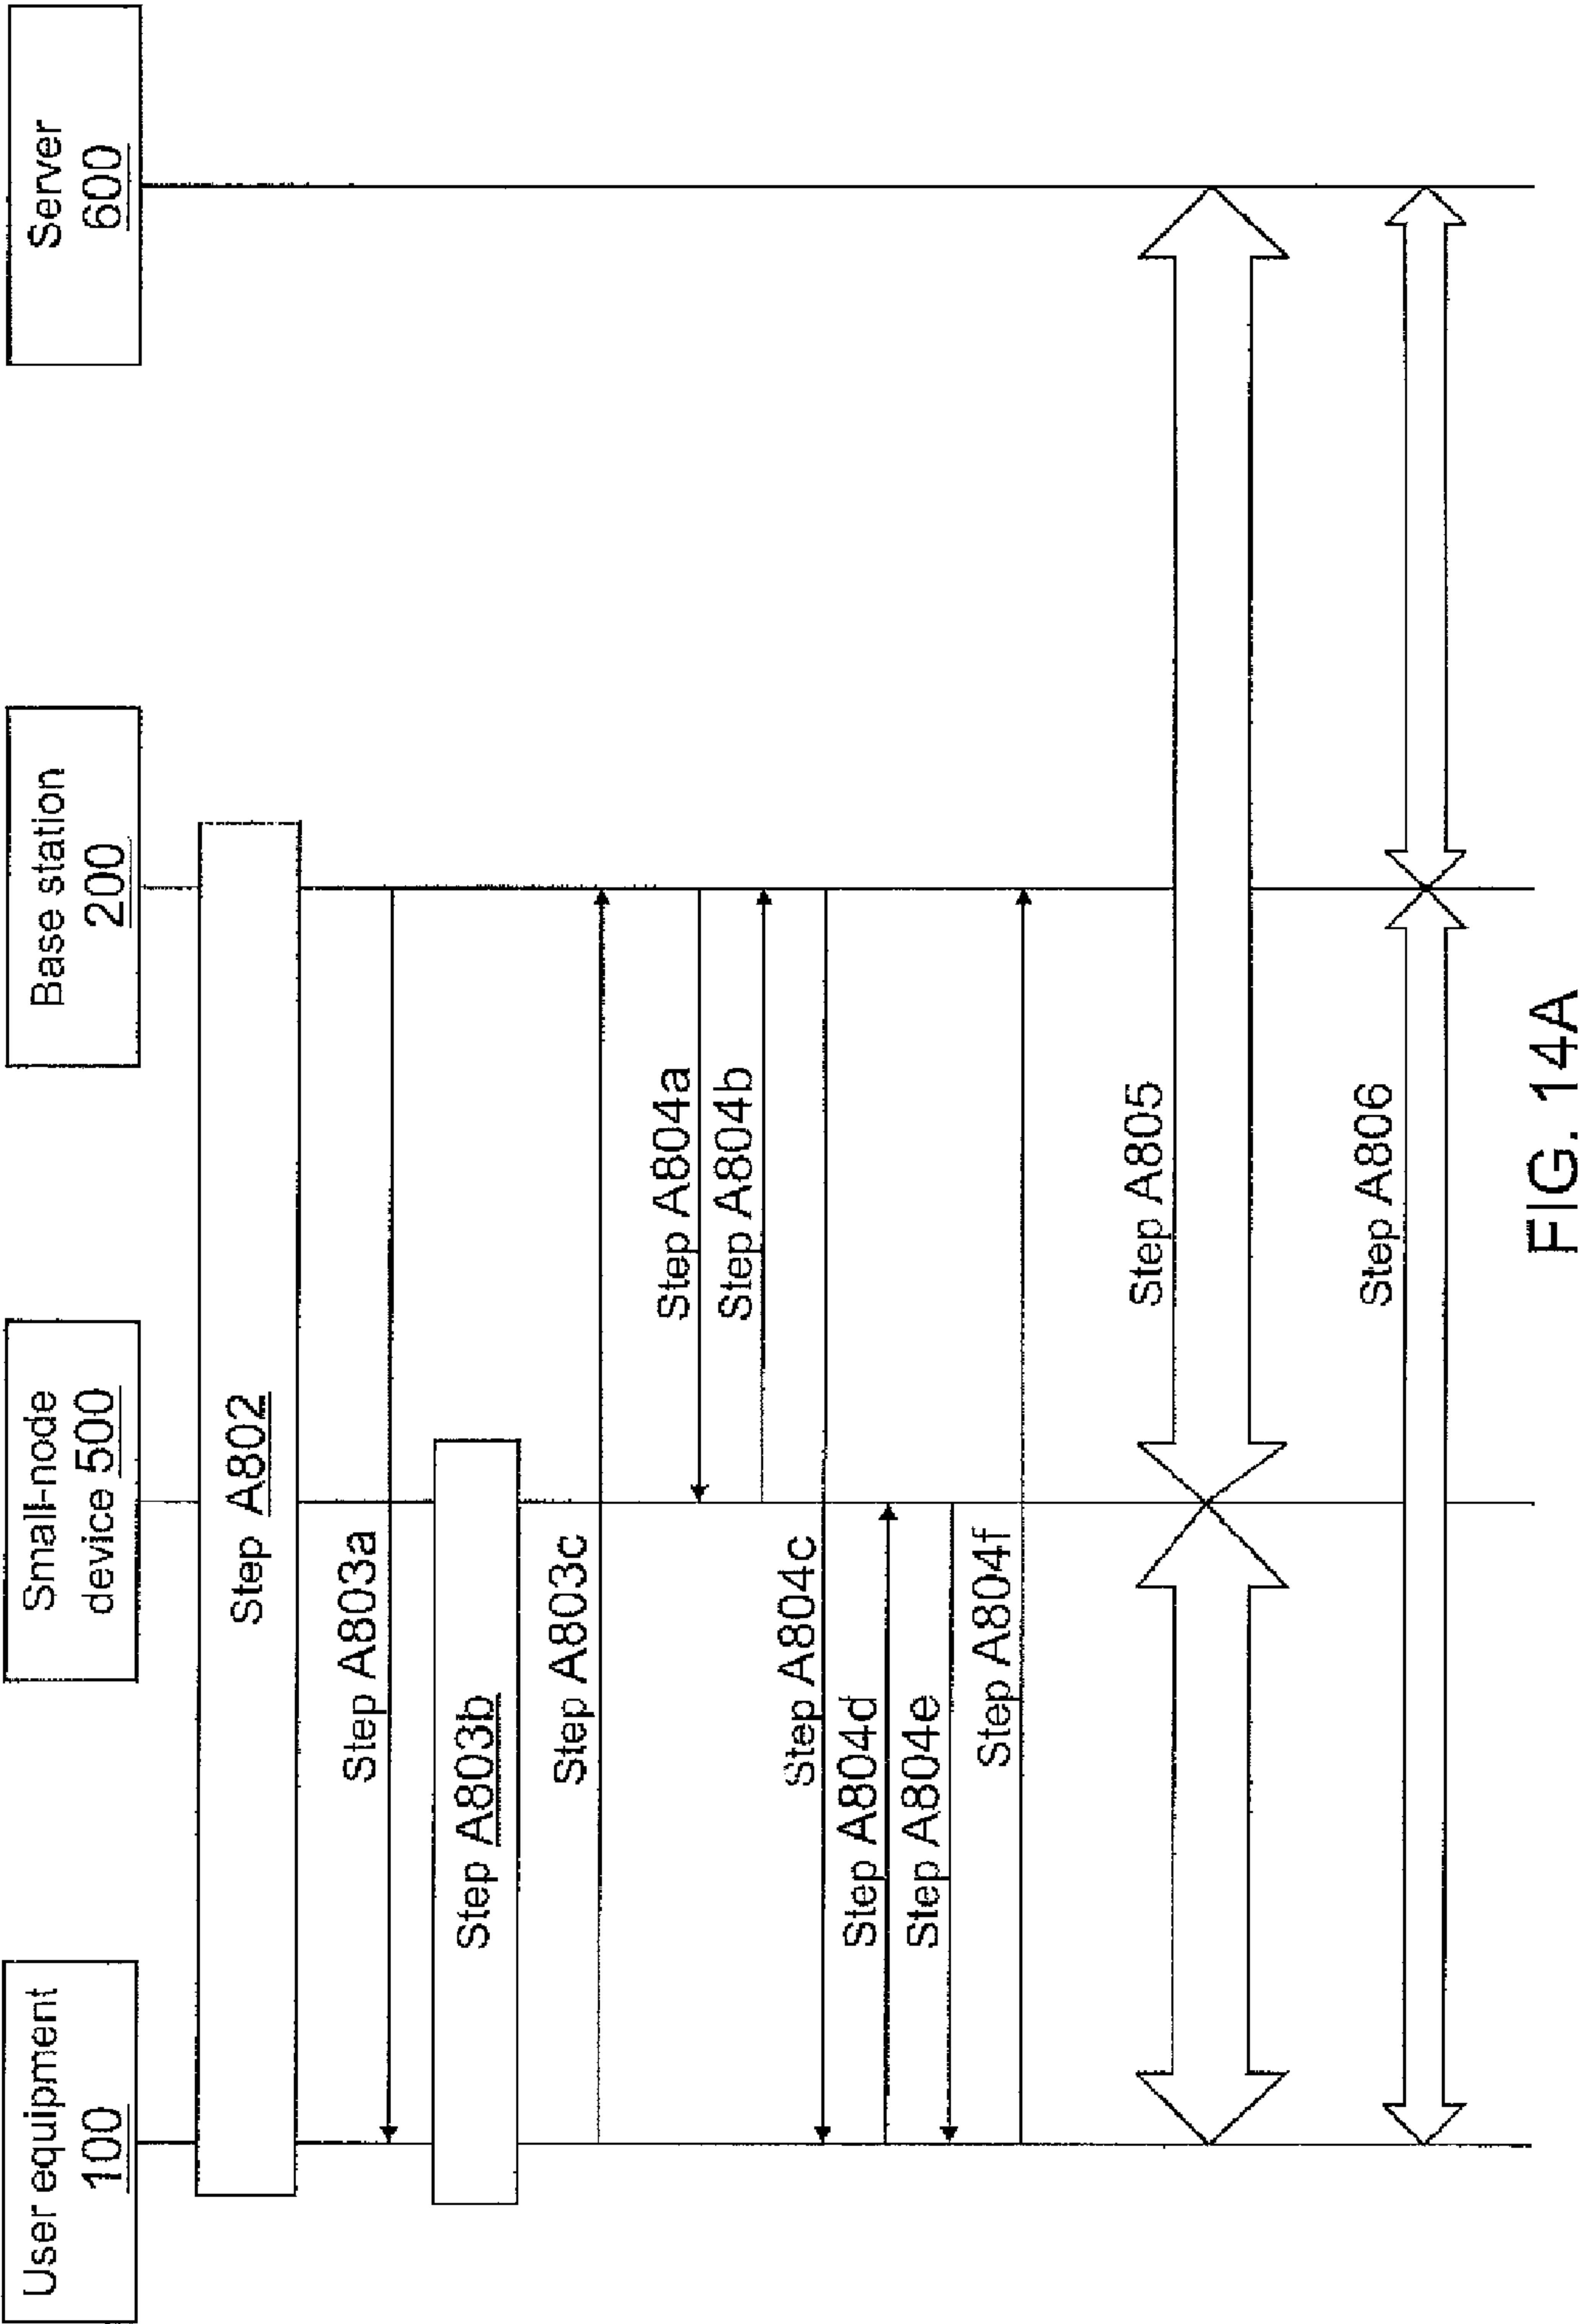 User equipment
100
Small-node
device 500
Base station
200
Server
600
Step A802
Step A803a
Step A803b
Step A803c
Step A804a
Step A804b
Step A804c
Step A804d
Step A804e
Step A804f
Step A805
Step A806
FIG. 14A